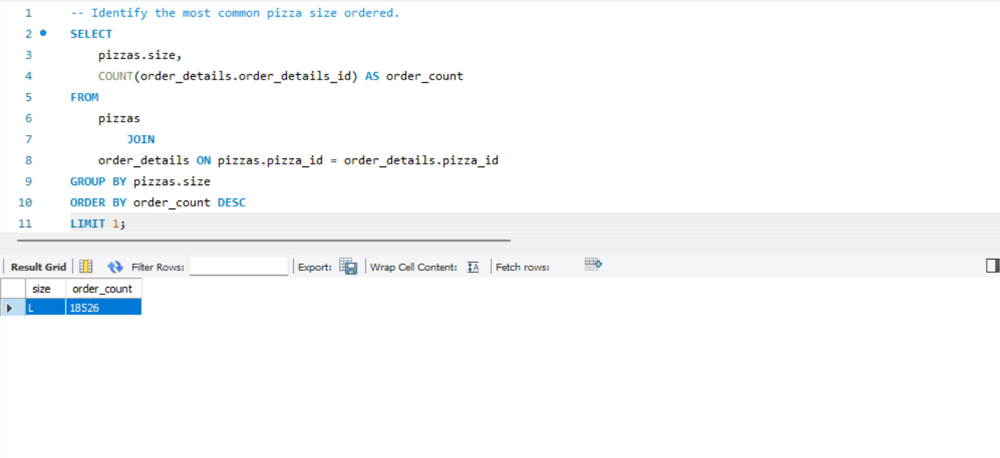 1 -- Identify the most common pizza size ordered.
2 SELECT
3 pizzas.size,
4 COUNT(order_details.order_details_id) AS order_count
5 FROM
6 pizzas
7 JOIN
8 order_details ON pizzas.pizza_id = order_details.pizza_id
9 GROUP BY pizzas.size
10 ORDER BY order_count DESC
11 LIMIT 1;
Result Grid Filter Rows: Export: Wrap Cell Content: IA Fetch rows:
size order_count
L 18526